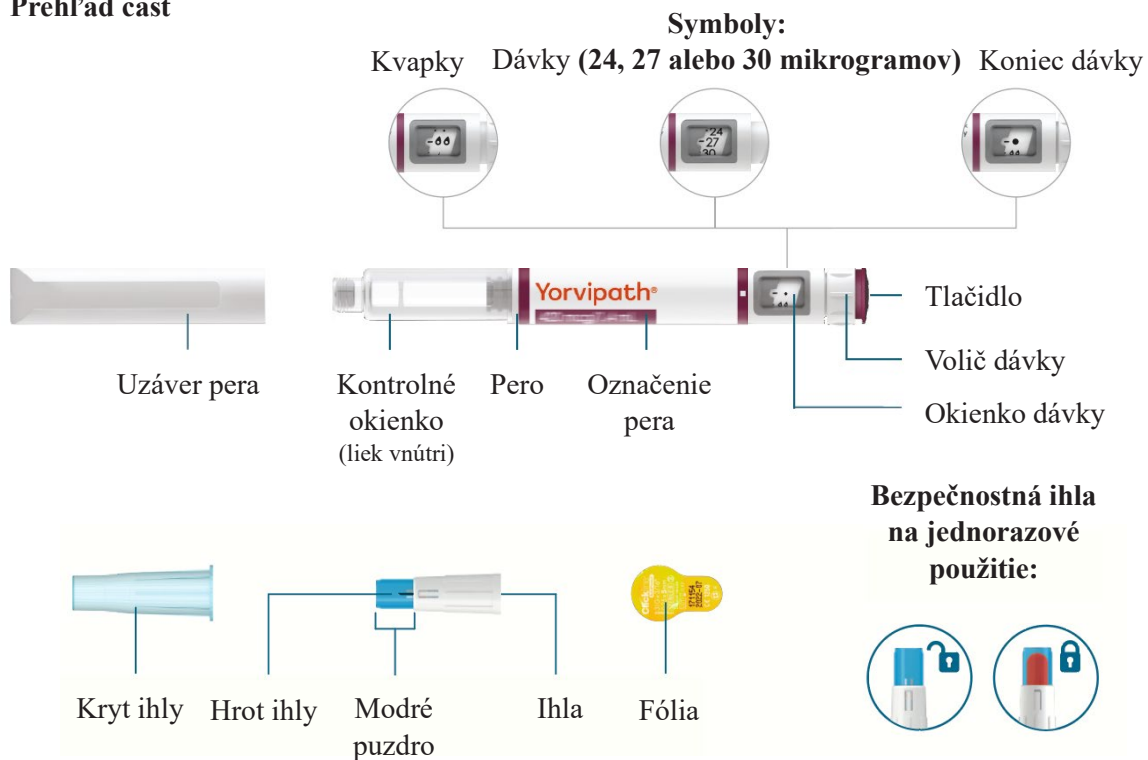 Prehľad častí
Symboly:
Kvapky
Dávky (24, 27 alebo 30 mikrogramov)
Koniec dávky
24
27
30
Yorvipath®
Tlačidlo
Volič dávky
Okienko dávky
Uzáver pera
Kontrolné
okienko
(liek vnútri)
Pero
Označenie
pera
Bezpečnostná ihla
na jednorazové
použitie:
Kryt ihly
Hrot ihly
Modré
puzdro
Ihla
Fólia